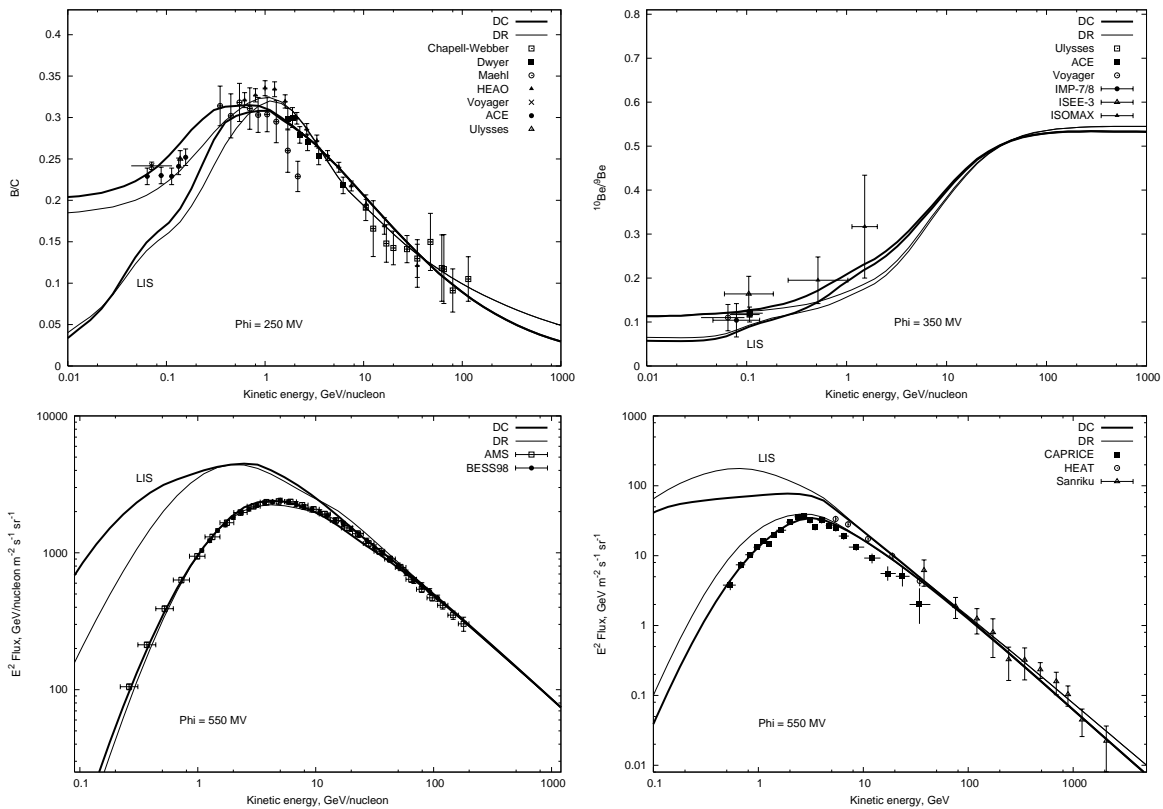 DC
DR
Chapell-Webber
Dwyer
Maehl
HEAO
Voyager
ACE
Ulysses
B/C
0.4
0.35
0.3
0.25
0.2
0.15
0.1
0.05
0
LIS
Phi = 250 MV
0.01 0.1 1 10 100 1000
Kinetic energy, GeV/nucleon
DC
DR
Ulysses
ACE
Voyager
IMP-7/8
ISEE-3
ISOMAX
10Be/9Be
0.8
0.7
0.6
0.5
0.4
0.3
0.2
0.1
0
LIS
Phi = 350 MV
0.01 0.1 1 10 100 1000
Kinetic energy, GeV/nucleon
DC
DR
AMS
BESS98
E2 Flux, GeV/nucleon m-2 s-1 sr-1
10000
1000
100
LIS
Phi = 550 MV
0.1 1 10 100 1000
Kinetic energy, GeV/nucleon
DC
DR
CAPRICE
HEAT
Sanriku
E2 Flux, GeV m-2 s-1 sr-1
1000
100
10
1
0.1
0.01
LIS
Phi = 550 MV
0.1 1 10 100 1000
Kinetic energy, GeV